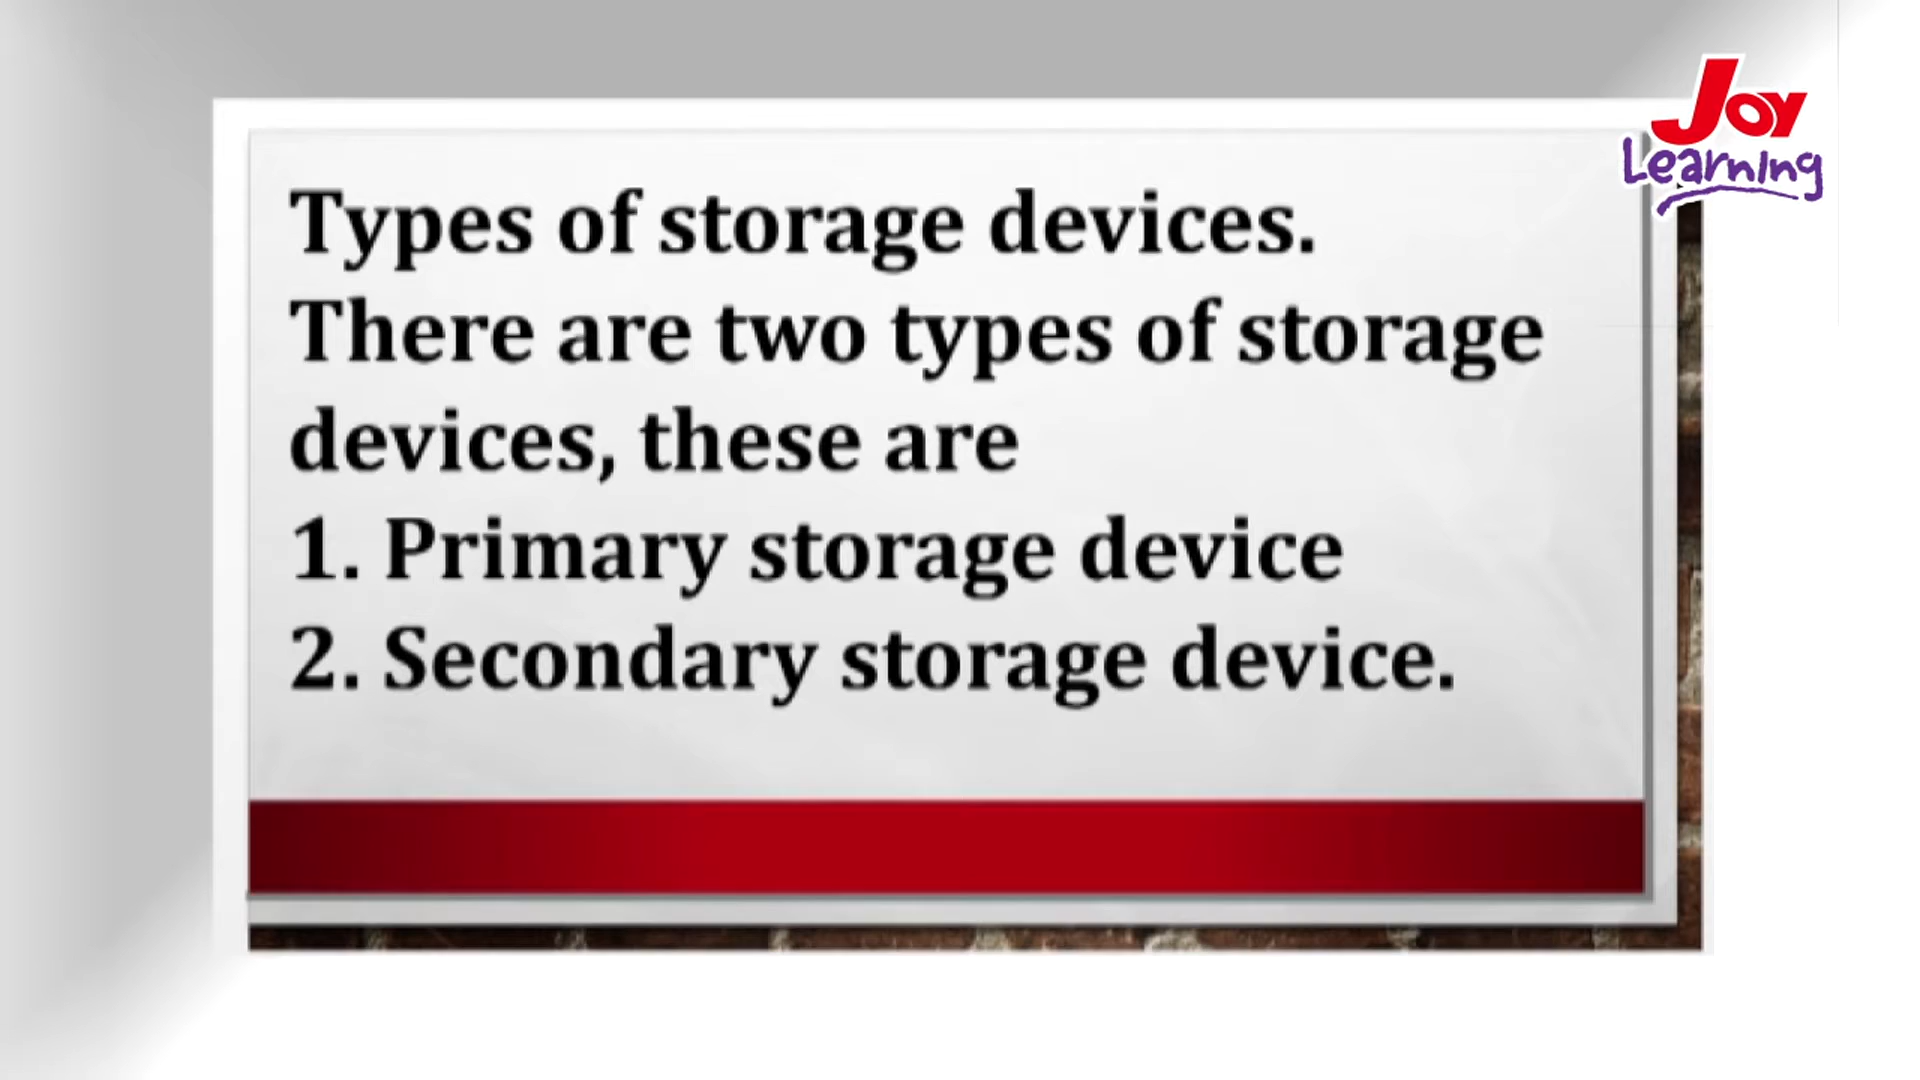 Joy
Learning
Types of storage devices.
There are two types of storage
devices, these are
1. Primary storage device
2. Secondary storage device.